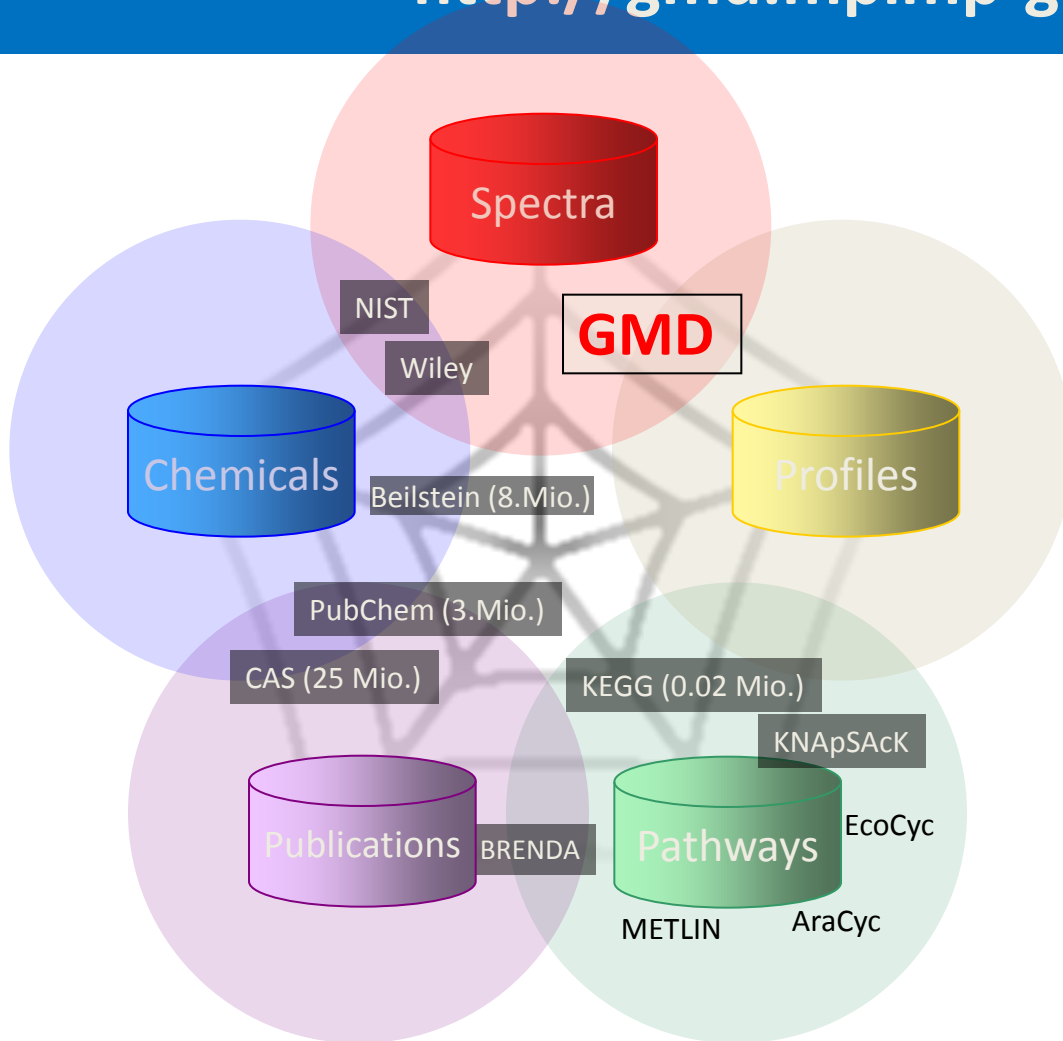 Spectra
NIST
GMD
Wiley
Chemicals
Profiles
Beilstein (8.Mio.)
PubChem (3.Mio.)
CAS (25 Mio.)
KEGG (0.02 Mio.)
KNApSAcK
EcoCyc
Publications
BRENDA
Pathways
METLIN
AraCyc